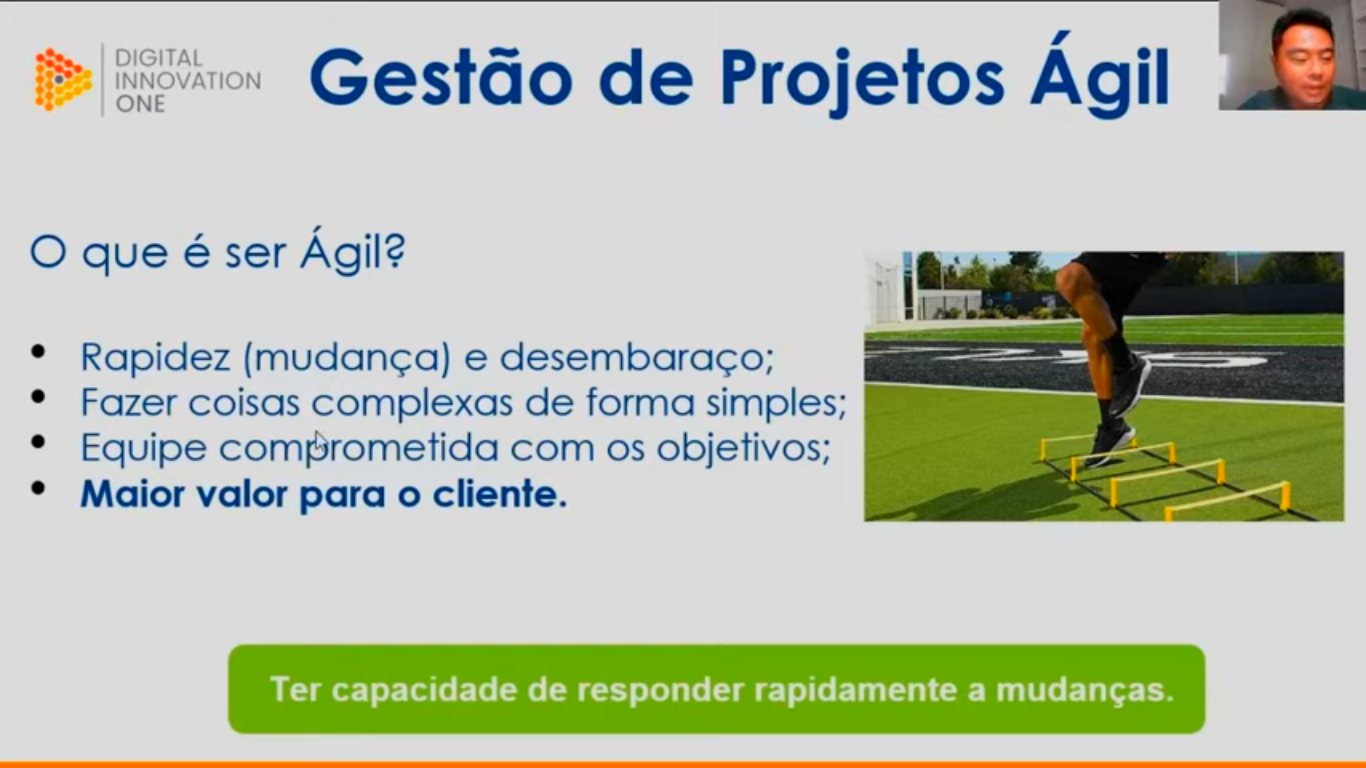 DIGITAL
INNOVATION
ONE
Gestão de Projetos Ágil
O que é ser Ágil?
• Rapidez (mudança) e desembaraço;
• Fazer coisas complexas de forma simples;
• Equipe comprometida com os objetivos;
• Maior valor para o cliente.
Ter capacidade de responder rapidamente a mudanças.